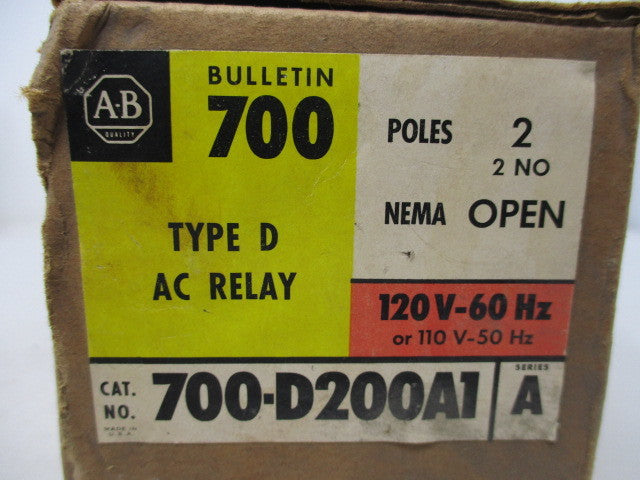 A-B
QUALITY
BULLETIN
700
TYPE D
AC RELAY
POLES 2
2 NO
NEMA OPEN
120 V-60 Hz
or 110 V-50 Hz
CAT. NO. 700-D200A1
SERIES
A
MADE IN
U.S.A.